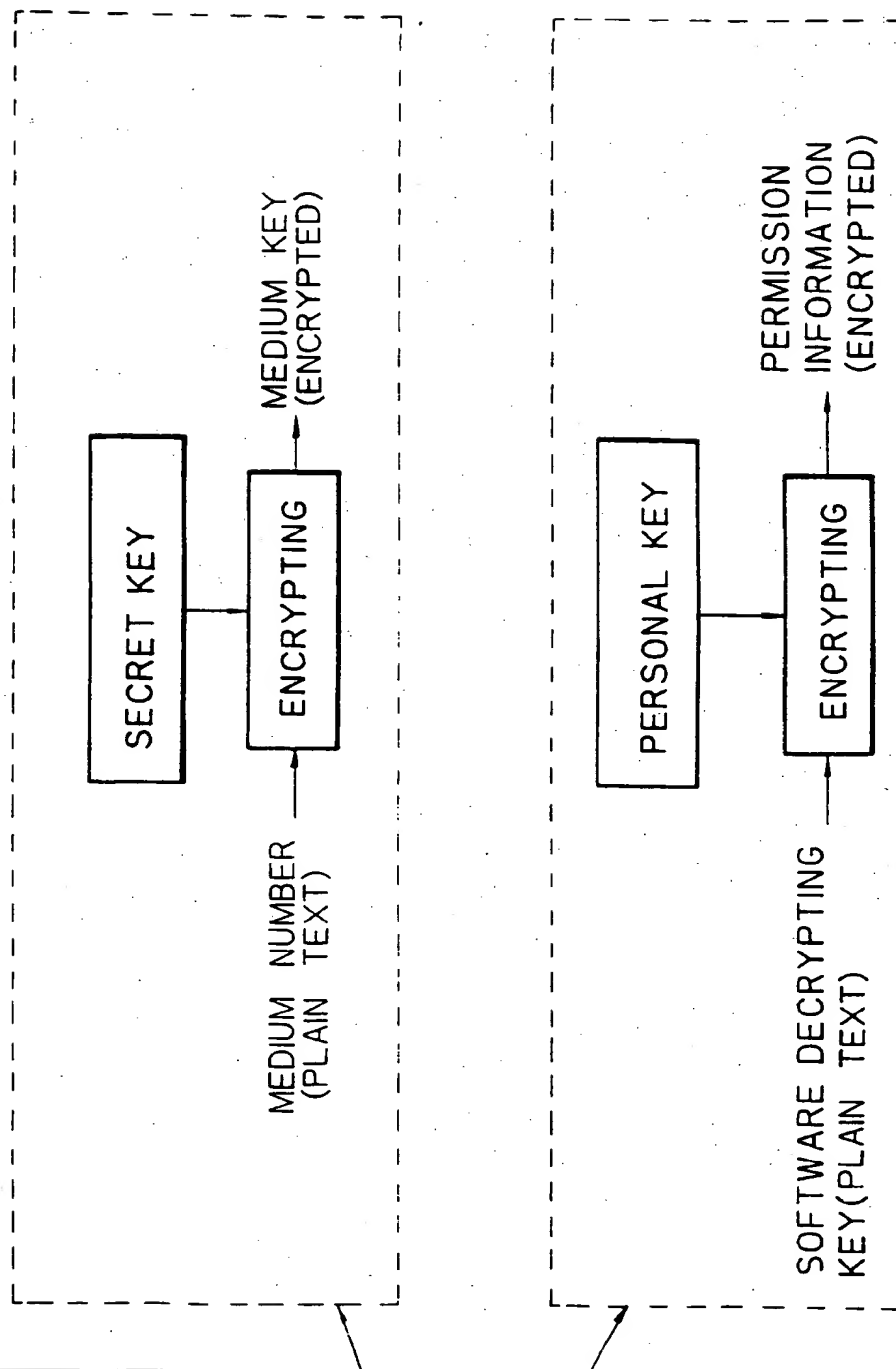 SECRET KEY
MEDIUM NUMBER
(PLAIN TEXT)
ENCRYPTING
MEDIUM KEY
(ENCRYPTED)
PERSONAL KEY
SOFTWARE DECRYPTING
KEY(PLAIN TEXT)
ENCRYPTING
PERMISSION
INFORMATION
(ENCRYPTED)